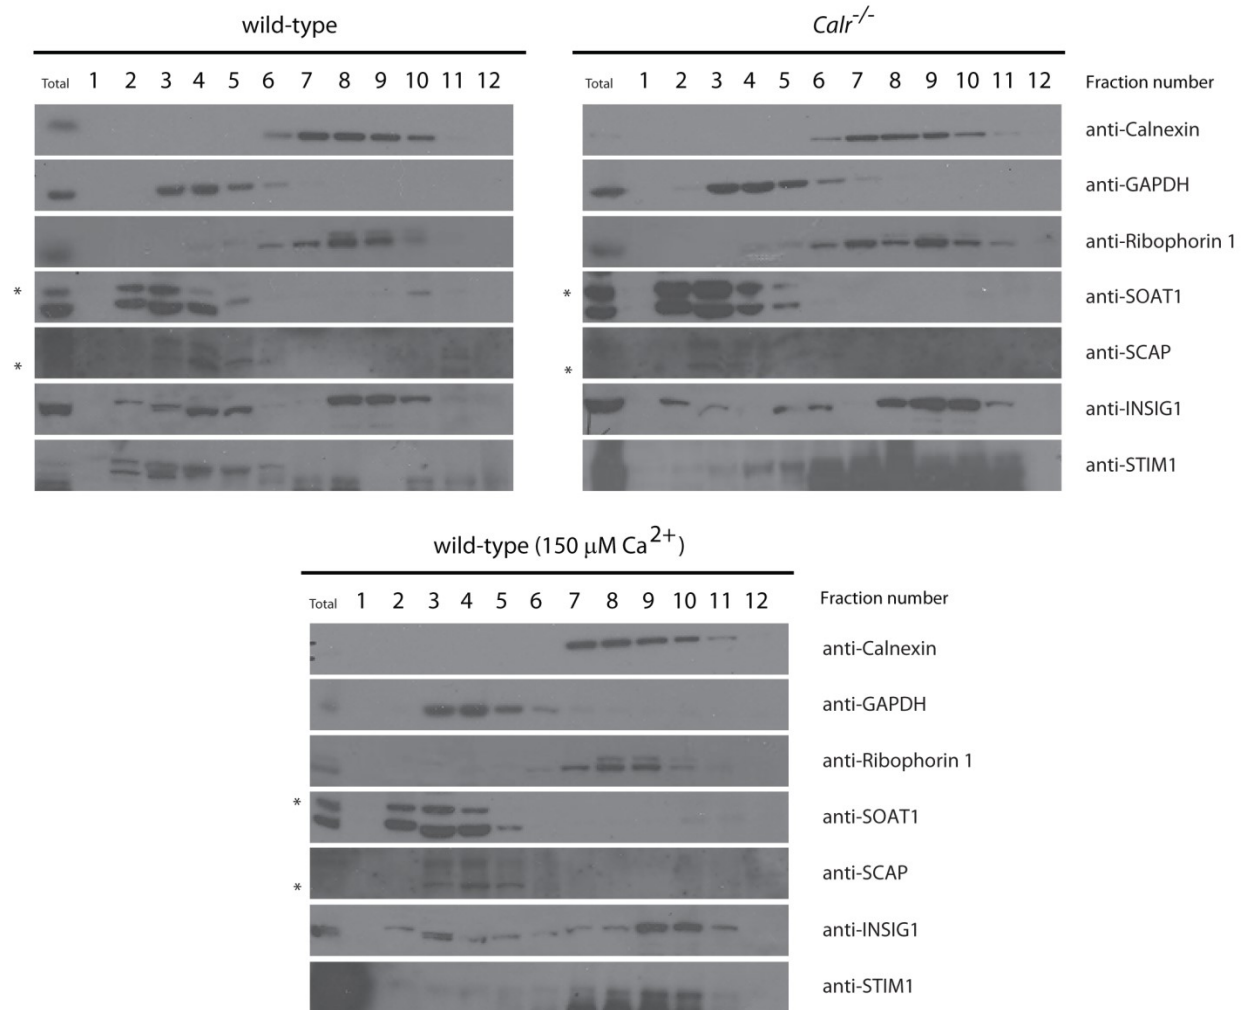 wild-type
Total 1 2 3 4 5 6 7 8 9 10 11 12
*
*
Calr-/-
Total 1 2 3 4 5 6 7 8 9 10 11 12 Fraction number
anti-Calnexin
anti-GAPDH
anti-Ribophorin 1
* anti-SOAT1
* anti-SCAP
anti-INSIG1
anti-STIM1
wild-type (150 μM Ca2+)
Total 1 2 3 4 5 6 7 8 9 10 11 12 Fraction number
anti-Calnexin
anti-GAPDH
anti-Ribophorin 1
* anti-SOAT1
* anti-SCAP
anti-INSIG1
anti-STIM1